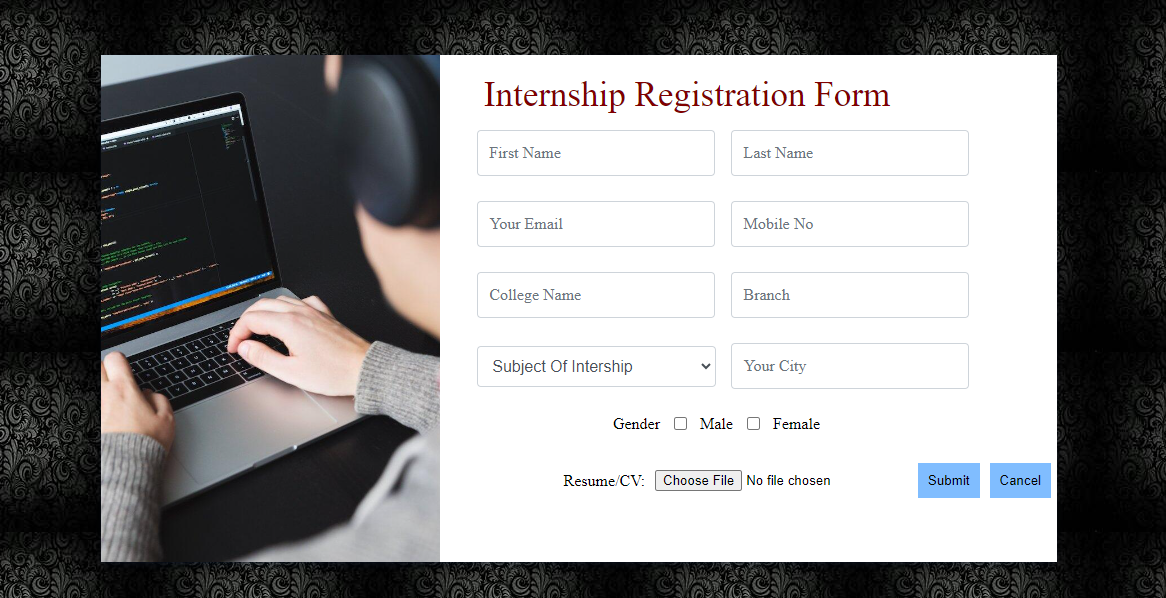 Internship Registration Form
First Name Last Name
Your Email Mobile No
College Name Branch
Subject Of Intership Your City
Gender Male Female
Resume/CV: Choose File No file chosen Submit Cancel